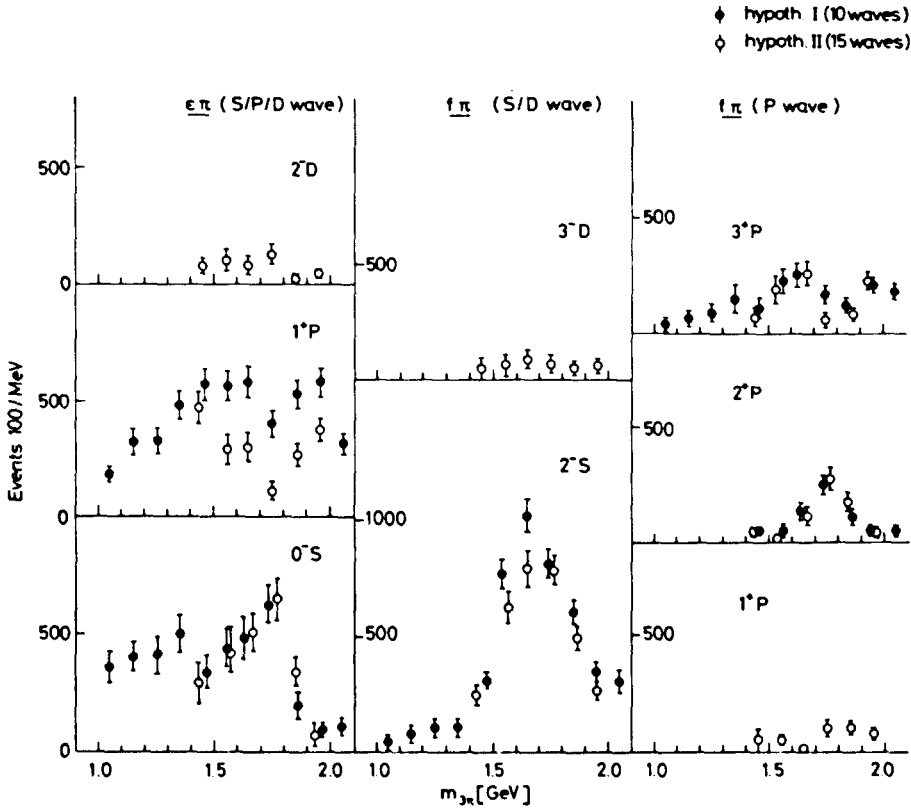 hypoth. I (10 waves)
hypoth. II (15 waves)
επ (S/P/D wave)
fπ (S/D wave)
fπ (P wave)
Events 100/MeV
2⁻D
500
0
1⁺P
500
0
0⁻S
500
0
1.0 1.5 2.0
3⁻D
500
2⁻S
1000
500
1.0 1.5 2.0
m₃π [GeV]
3⁺P
500
2⁺P
500
1⁺P
500
1.0 1.5 2.0